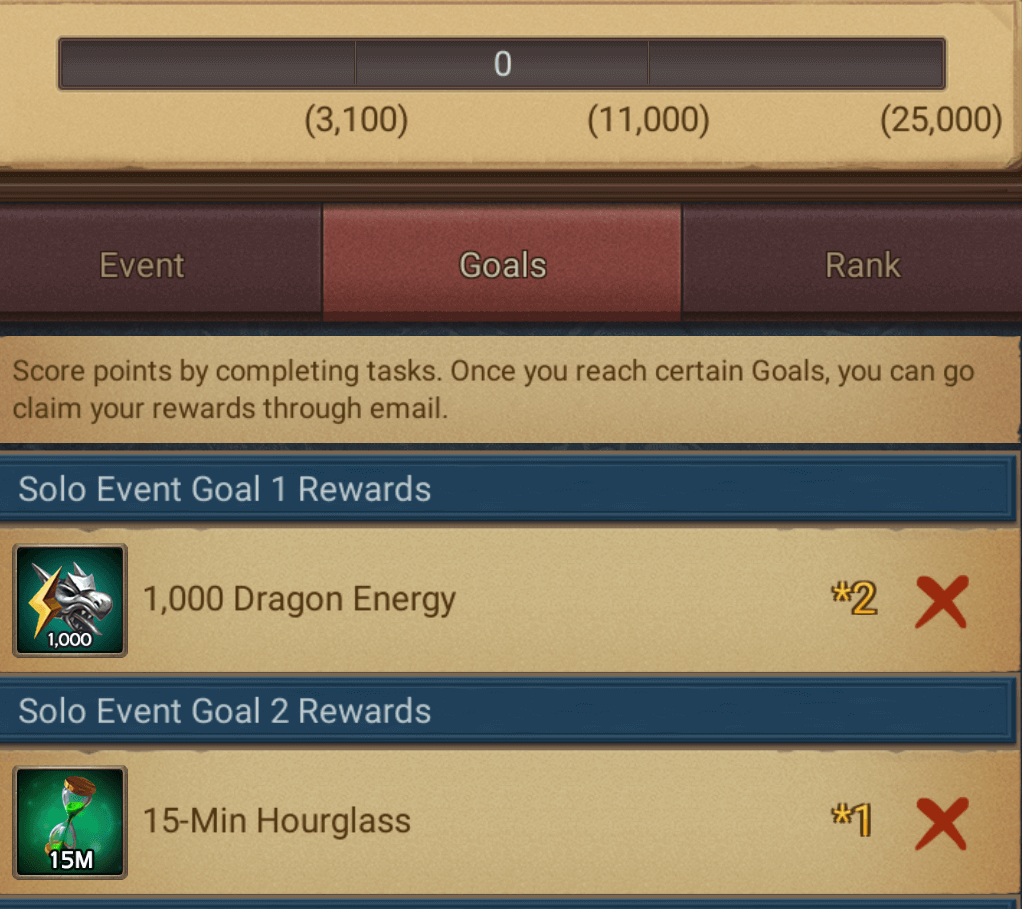 0
(3,100) (11,000) (25,000)
Event Goals Rank
Score points by completing tasks. Once you reach certain Goals, you can go
claim your rewards through email.
Solo Event Goal 1 Rewards
1,000 Dragon Energy *2
1,000
Solo Event Goal 2 Rewards
15-Min Hourglass *1
15M